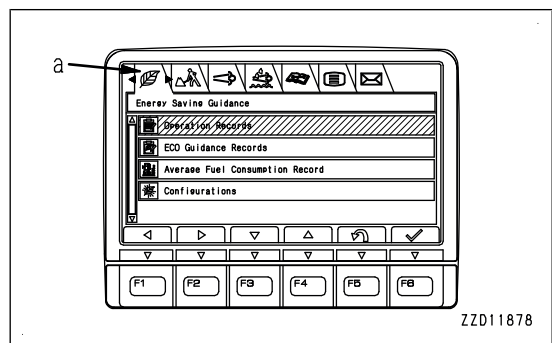 a
Energy Saving Guidance
Operation Records
ECO Guidance Records
Average Fuel Consumption Record
Configurations
F1 F2 F3 F4 F5 F6
ZZD11878